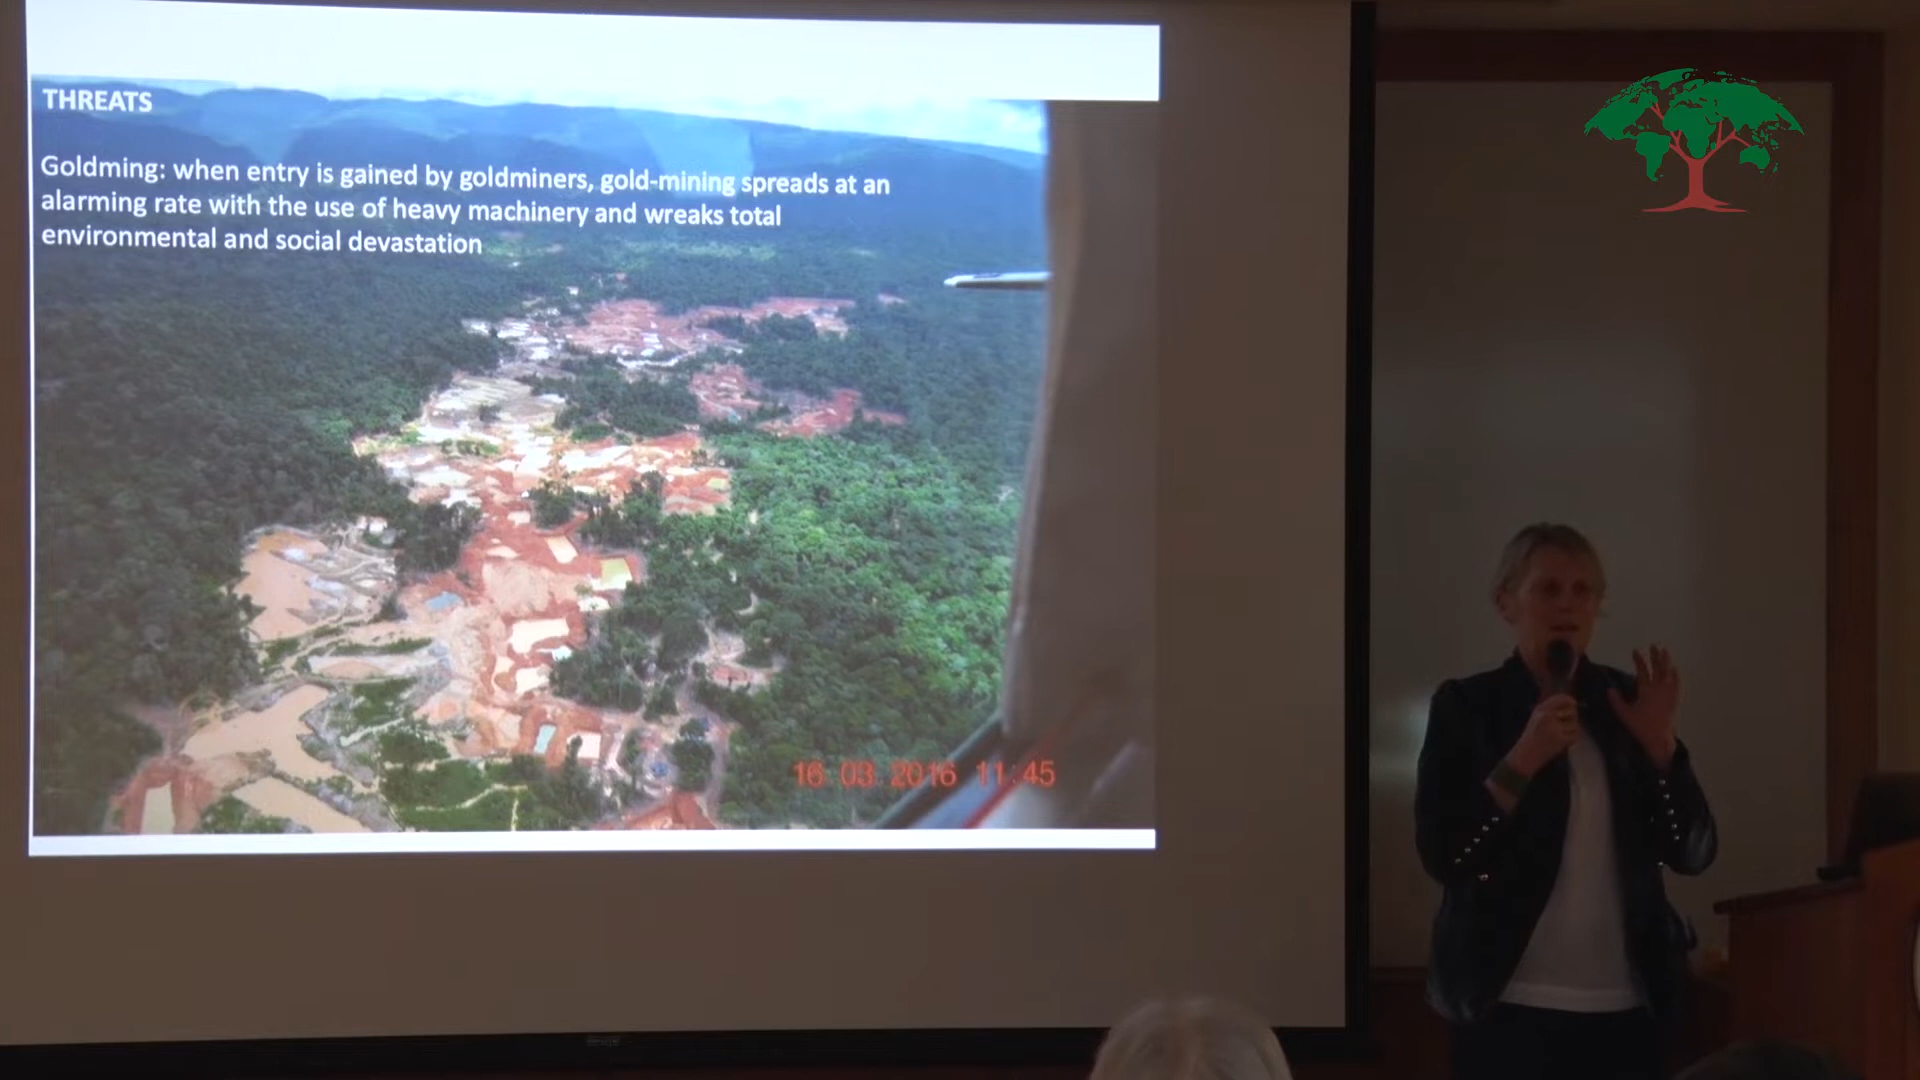 THREATS
Goldming: when entry is gained by goldminers, gold-mining spreads at an
alarming rate with the use of heavy machinery and wreaks total
environmental and social devastation
16 03 2016 11:45